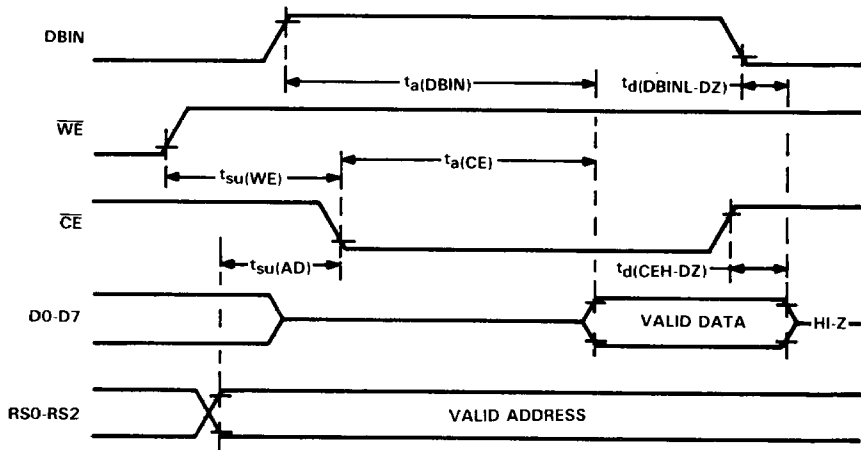 DBIN
ta(DBIN)
td(DBINL-DZ)
WE
tsu(WE)
ta(CE)
CE
tsu(AD)
td(CEH-DZ)
D0-D7
VALID DATA
HI-Z
RS0-RS2
VALID ADDRESS